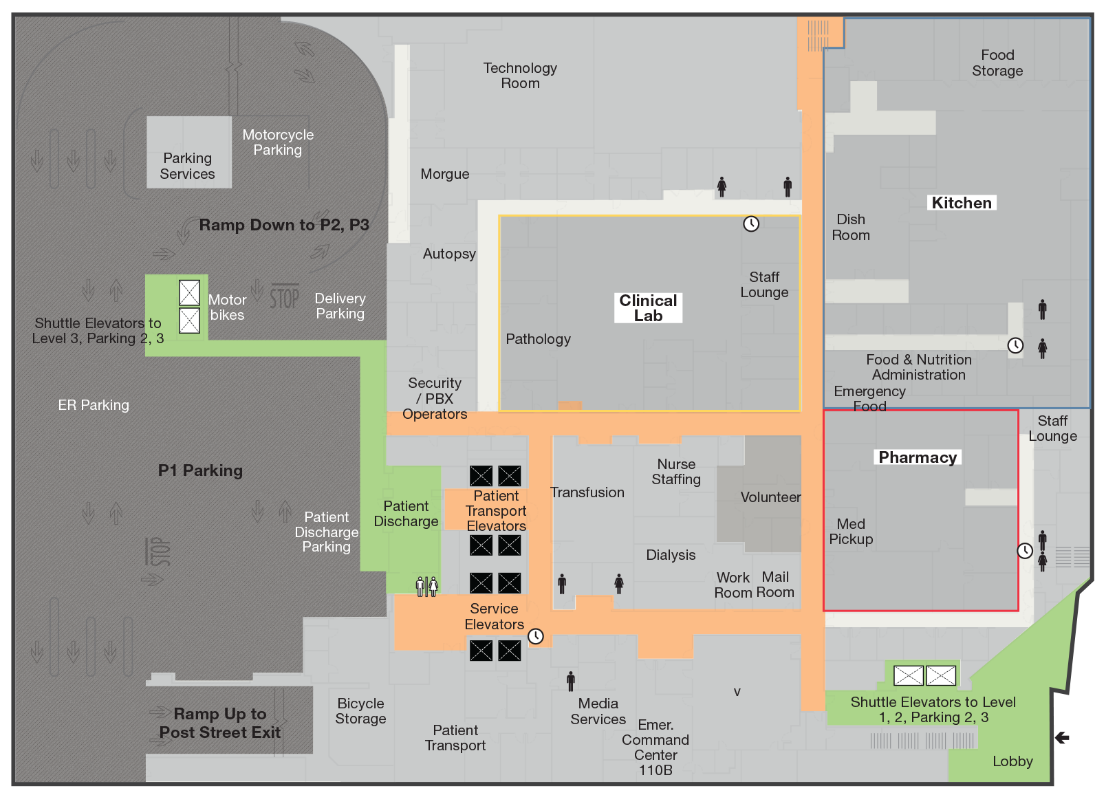 Technology
Room
Food
Storage
Motorcycle
Parking
Parking
Services
Morgue
Kitchen
Ramp Down to P2, P3
Dish
Room
Autopsy
Staff
Lounge
Clinical
Lab
Motor
bikes
Delivery
Parking
STOP
Shuttle Elevators to
Level 3, Parking 2, 3
Pathology
Food & Nutrition
Administration
Security
/ PBX
Operators
Emergency
Food
ER Parking
Staff
Lounge
P1 Parking
Pharmacy
Nurse
Staffing
Transfusion
Volunteer
Patient
Transport
Elevators
Patient
Discharge
Patient
Discharge
Parking
Med
Pickup
STOP
Dialysis
Work
Room
Mail
Room
Service
Elevators
Bicycle
Storage
Media
Services
v
Shuttle Elevators to Level
1, 2, Parking 2, 3
Ramp Up to
Post Street Exit
Patient
Transport
Emer.
Command
Center
110B
Lobby